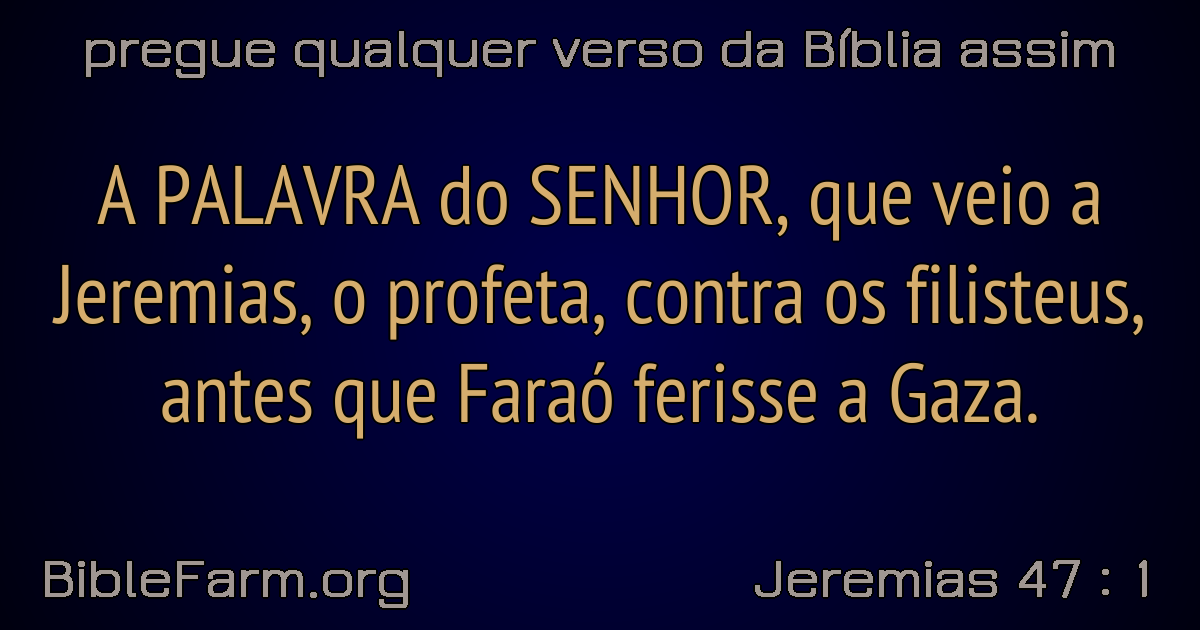 pregue qualquer verso da Bíblia assim
A PALAVRA do SENHOR, que veio a
Jeremias, o profeta, contra os filisteus,
antes que Faraó ferisse a Gaza.
BibleFarm.org
Jeremias 47 : 1